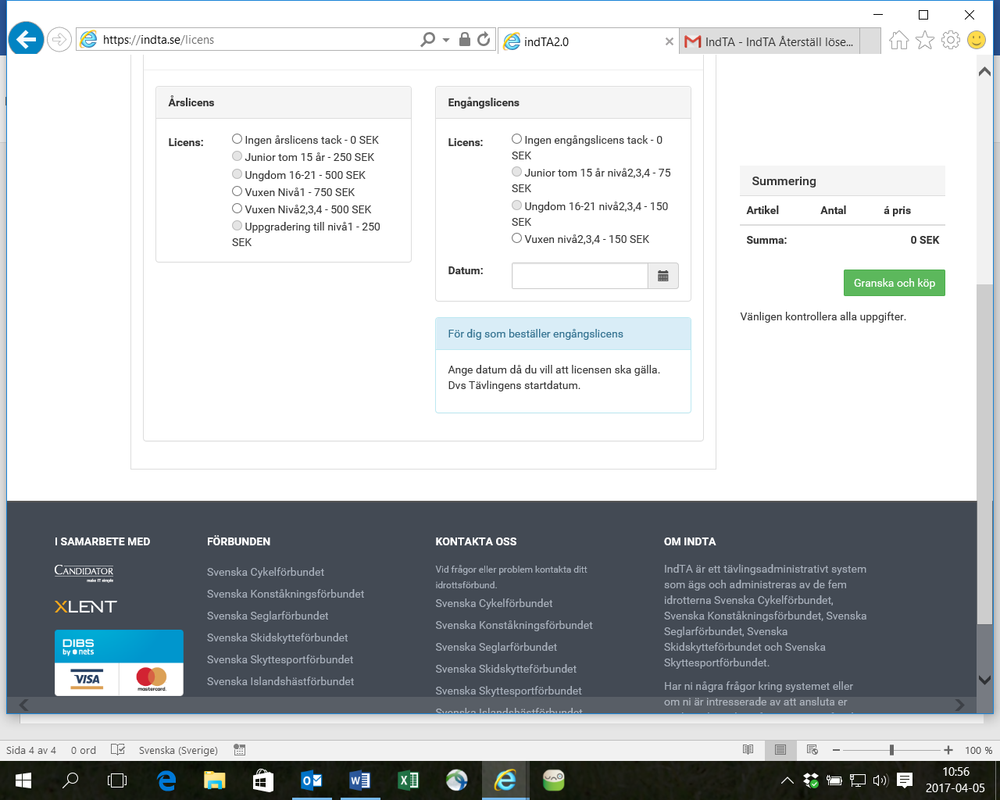 https://indta.se/licens
indTA2.0
IndTA - IndTA Återställ löse...
Årslicens
Licens:
Ingen årslicens tack - 0 SEK
Junior tom 15 år - 250 SEK
Ungdom 16-21 - 500 SEK
Vuxen Nivå1 - 750 SEK
Vuxen Nivå2,3,4 - 500 SEK
Uppgradering till nivå1 - 250
SEK
Engångslicens
Licens:
Ingen engångslicens tack - 0
SEK
Junior tom 15 år nivå2,3,4 - 75
SEK
Ungdom 16-21 nivå2,3,4 - 150
SEK
Vuxen nivå2,3,4 - 150 SEK
Datum:
För dig som beställer engångslicens
Ange datum då du vill att licensen ska gälla.
Dvs Tävlingens startdatum.
Summering
Artikel Antal á pris
Summa: 0 SEK
Granska och köp
Vänligen kontrollera alla uppgifter.
I SAMARBETE MED
CANDIDATOR
make IT simple
XLENT
DIBS
by nets
VISA
mastercard.
FÖRBUNDEN
Svenska Cykelförbundet
Svenska Konståkningsförbundet
Svenska Seglarförbundet
Svenska Skidskytteförbundet
Svenska Skyttesportförbundet
Svenska Islandshästförbundet
KONTAKTA OSS
Vid frågor eller problem kontakta ditt
idrottsförbund.
Svenska Cykelförbundet
Svenska Konståkningsförbundet
Svenska Seglarförbundet
Svenska Skidskytteförbundet
Svenska Skyttesportförbundet
Svenska Islandshästförbundet
OM INDTA
IndTA är ett tävlingsadministrativt system
som ägs och administreras av de fem
idrotterna Svenska Cykelförbundet,
Svenska Konståkningsförbundet, Svenska
Seglarförbundet, Svenska
Skidskytteförbundet och Svenska
Skyttesportförbundet.
Har ni några frågor kring systemet eller
om ni är intresserade av att ansluta er
Sida 4 av 4 0 ord Svenska (Sverige) 100 %
uno
10:56
2017-04-05